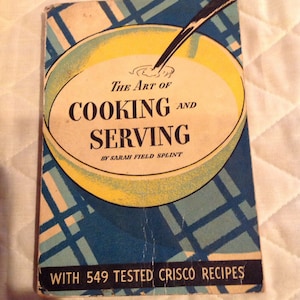 THE ART OF
COOKING AND
SERVING
BY SARAH FIELD SPLINT
WITH 549 TESTED CRISCO RECIPES